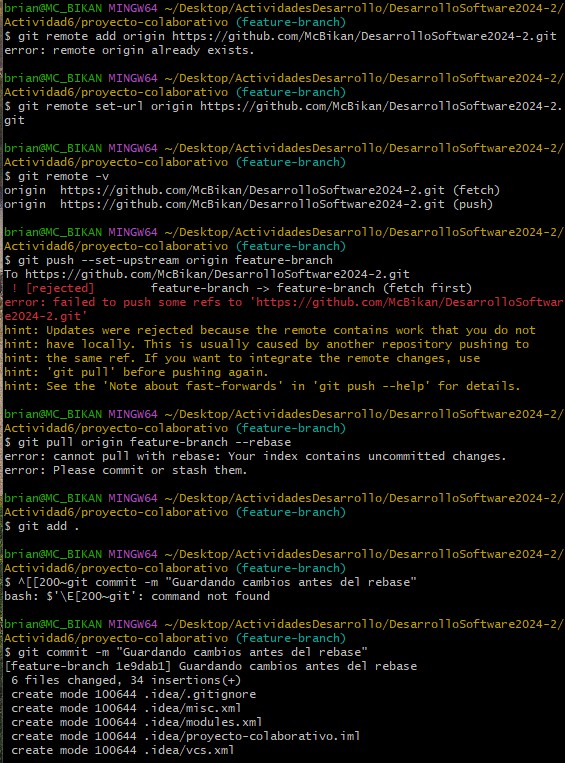 brian@MC_BIKAN MINGW64 ~/Desktop/ActividadesDesarrollo/DesarrolloSoftware2024-2/
Actividad6/proyecto-colaborativo (feature-branch)
$ git remote add origin https://github.com/McBikan/DesarrolloSoftware2024-2.git
error: remote origin already exists.
brian@MC_BIKAN MINGW64 ~/Desktop/ActividadesDesarrollo/DesarrolloSoftware2024-2/
Actividad6/proyecto-colaborativo (feature-branch)
$ git remote set-url origin https://github.com/McBikan/DesarrolloSoftware2024-2.
git
brian@MC_BIKAN MINGW64 ~/Desktop/ActividadesDesarrollo/DesarrolloSoftware2024-2/
Actividad6/proyecto-colaborativo (feature-branch)
$ git remote -v
origin  https://github.com/McBikan/DesarrolloSoftware2024-2.git (fetch)
origin  https://github.com/McBikan/DesarrolloSoftware2024-2.git (push)
brian@MC_BIKAN MINGW64 ~/Desktop/ActividadesDesarrollo/DesarrolloSoftware2024-2/
Actividad6/proyecto-colaborativo (feature-branch)
$ git push --set-upstream origin feature-branch
To https://github.com/McBikan/DesarrolloSoftware2024-2.git
 ! [rejected]        feature-branch -> feature-branch (fetch first)
error: failed to push some refs to 'https://github.com/McBikan/DesarrolloSoftwar
e2024-2.git'
hint: Updates were rejected because the remote contains work that you do not
hint: have locally. This is usually caused by another repository pushing to
hint: the same ref. If you want to integrate the remote changes, use
hint: 'git pull' before pushing again.
hint: See the 'Note about fast-forwards' in 'git push --help' for details.
brian@MC_BIKAN MINGW64 ~/Desktop/ActividadesDesarrollo/DesarrolloSoftware2024-2/
Actividad6/proyecto-colaborativo (feature-branch)
$ git pull origin feature-branch --rebase
error: cannot pull with rebase: Your index contains uncommitted changes.
error: Please commit or stash them.
brian@MC_BIKAN MINGW64 ~/Desktop/ActividadesDesarrollo/DesarrolloSoftware2024-2/
Actividad6/proyecto-colaborativo (feature-branch)
$ git add .
brian@MC_BIKAN MINGW64 ~/Desktop/ActividadesDesarrollo/DesarrolloSoftware2024-2/
Actividad6/proyecto-colaborativo (feature-branch)
$ ^[[200~git commit -m "Guardando cambios antes del rebase"
bash: $'\E[200~git': command not found
brian@MC_BIKAN MINGW64 ~/Desktop/ActividadesDesarrollo/DesarrolloSoftware2024-2/
Actividad6/proyecto-colaborativo (feature-branch)
$ git commit -m "Guardando cambios antes del rebase"
[feature-branch 1e9dab1] Guardando cambios antes del rebase
 6 files changed, 34 insertions(+)
 create mode 100644 .idea/.gitignore
 create mode 100644 .idea/misc.xml
 create mode 100644 .idea/modules.xml
 create mode 100644 .idea/proyecto-colaborativo.iml
 create mode 100644 .idea/vcs.xml